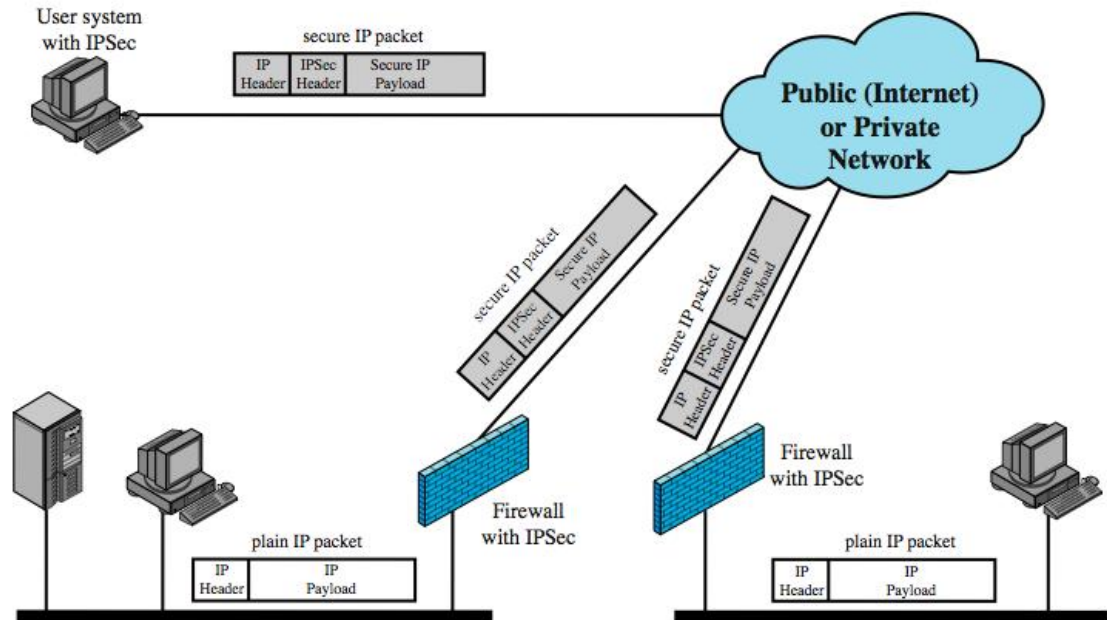 User system
with IPSec
secure IP packet
IP
Header
IPSec
Header
Secure IP
Payload
Public (Internet)
or Private
Network
secure IP packet
IP
Header
IPSec
Header
Secure IP
Payload
secure IP packet
IP
Header
IPSec
Header
Secure IP
Payload
Firewall
with IPSec
Firewall
with IPSec
plain IP packet
IP
Header
IP
Payload
plain IP packet
IP
Header
IP
Payload